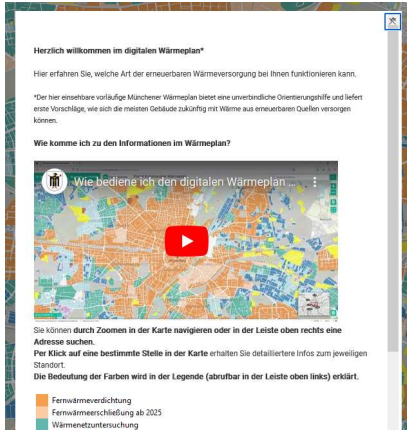 Herzlich willkommen im digitalen Wärmeplan*
Hier erfahren Sie, welche Art der erneuerbaren Wärmeversorgung bei Ihnen funktionieren kann.
*Der hier einsehbare vorläufige Münchener Wärmeplan bietet eine unverbindliche Orientierungshilfe und liefert
erste Vorschläge, wie sich die meisten Gebäude zukünftig mit Wärme aus erneuerbaren Quellen versorgen
können.
Wie komme ich zu den Informationen im Wärmeplan?
Wie bediene ich den digitalen Wärmeplan ...
Sie können durch Zoomen in der Karte navigieren oder in der Leiste oben rechts eine
Adresse suchen.
Per Klick auf eine bestimmte Stelle in der Karte erhalten Sie detailliertere Infos zum jeweiligen
Standort.
Die Bedeutung der Farben wird in der Legende (abrufbar in der Leiste oben links) erklärt.
Fernwärmeverdichtung
Fernwärmeerschließung ab 2025
Wärmenetzuntersuchung